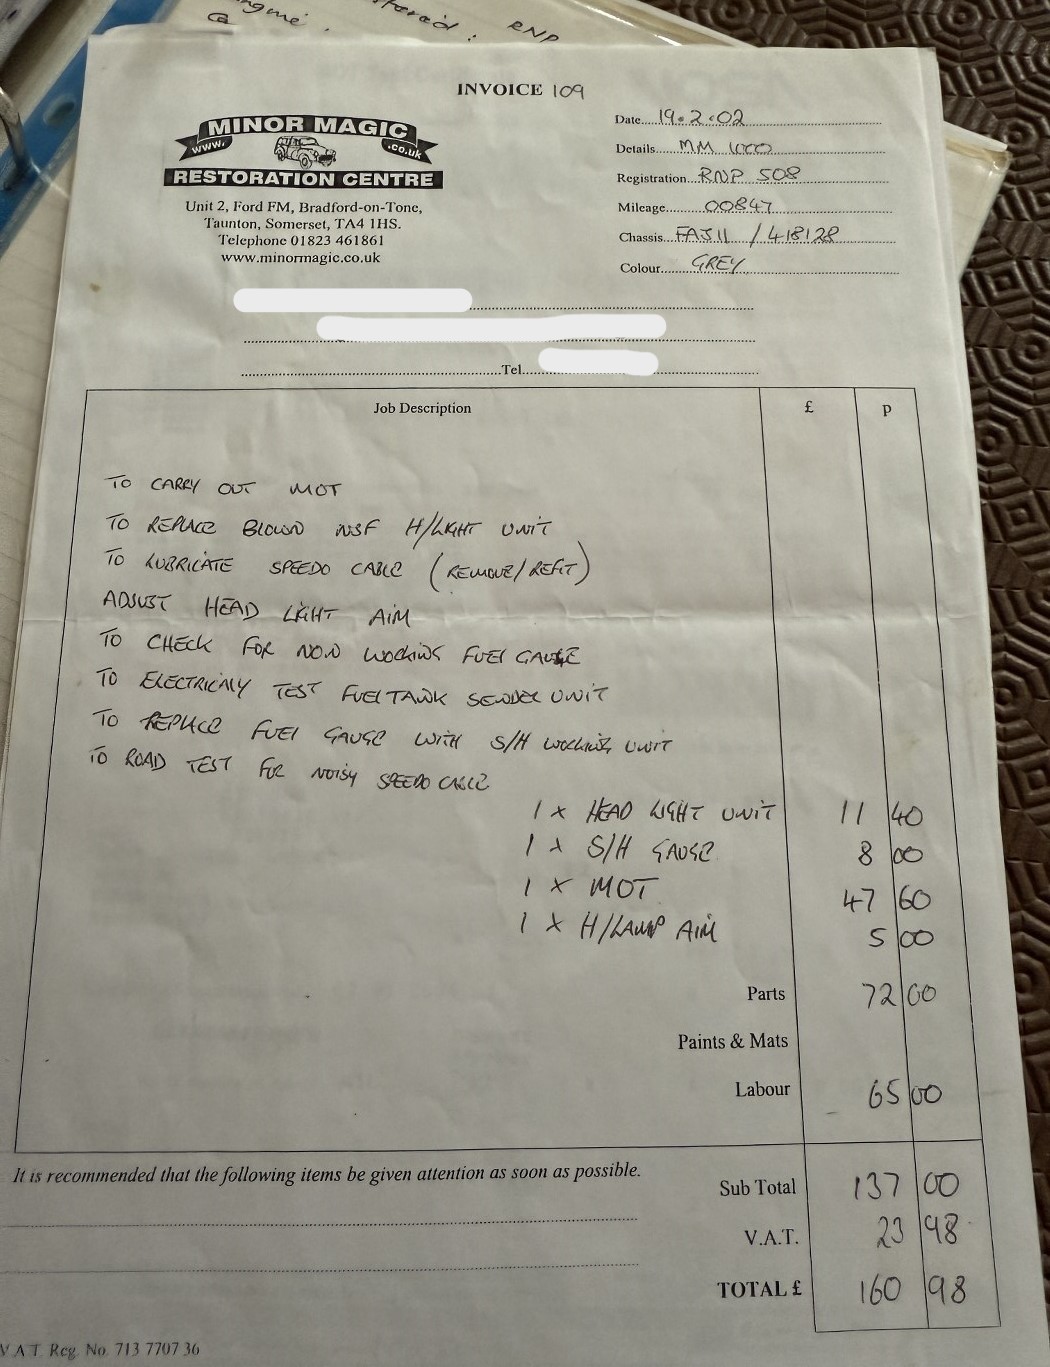 ngine.
RNP
@
INVOICE 109
MINOR MAGIC
www. .co.uk
RESTORATION CENTRE
Unit 2, Ford FM, Bradford-on-Tone,
Taunton, Somerset, TA4 1HS.
Telephone 01823 461861
www.minormagic.co.uk
Date....19.2.02
Details....MM 1000
Registration...RNP 508
Mileage.......00847
Chassis...FAJ11 / 418128
Colour.......GREY
Tel
Job Description £ p
TO CARRY OUT MOT
TO REPLACE BLOWN NSF H/LIGHT UNIT
TO LUBRICATE SPEEDO CABLE (REMOVE/REFIT)
ADJUST HEAD LIGHT AIM
TO CHECK FOR NON WORKING FUEL GAUGE
TO ELECTRICALY TEST FUEL TANK SENDER UNIT
TO REPLACE FUEL GAUGE WITH S/H WORKING UNIT
TO ROAD TEST FOR NOISY SPEEDO CABLE
1 X HEAD LIGHT UNIT 11 40
1 X S/H GAUGE 8 00
1 X MOT 47 60
1 X H/LAMP AIM 5 00
Parts 72 00
Paints & Mats
Labour 65 00
It is recommended that the following items be given attention as soon as possible.
Sub Total 137 00
V.A.T. 23 98
TOTAL £ 160 98
V.A.T. Reg. No. 713 7707 36